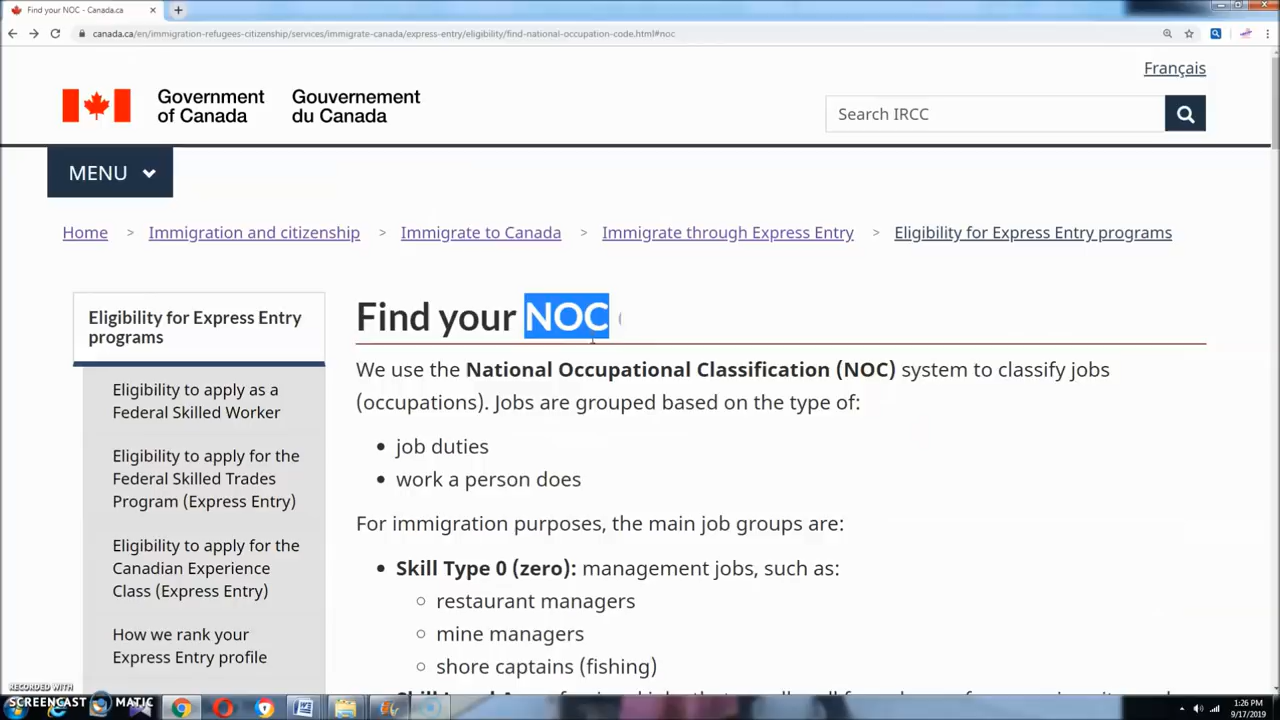 Find your NOC - Canada.ca
canada.ca/en/immigration-refugees-citizenship/services/immigrate-canada/express-entry/eligibility/find-national-occupation-code.html#noc
Français
Government of Canada
Gouvernement du Canada
Search IRCC
MENU
Home > Immigration and citizenship > Immigrate to Canada > Immigrate through Express Entry > Eligibility for Express Entry programs
Eligibility for Express Entry
programs
Eligibility to apply as a
Federal Skilled Worker
Eligibility to apply for the
Federal Skilled Trades
Program (Express Entry)
Eligibility to apply for the
Canadian Experience
Class (Express Entry)
How we rank your
Express Entry profile
Find your NOC
We use the National Occupational Classification (NOC) system to classify jobs
(occupations). Jobs are grouped based on the type of:
• job duties
• work a person does
For immigration purposes, the main job groups are:
• Skill Type 0 (zero): management jobs, such as:
○ restaurant managers
○ mine managers
○ shore captains (fishing)
RECORDED WITH
SCREENCAST MATIC
1:26 PM
9/17/2019